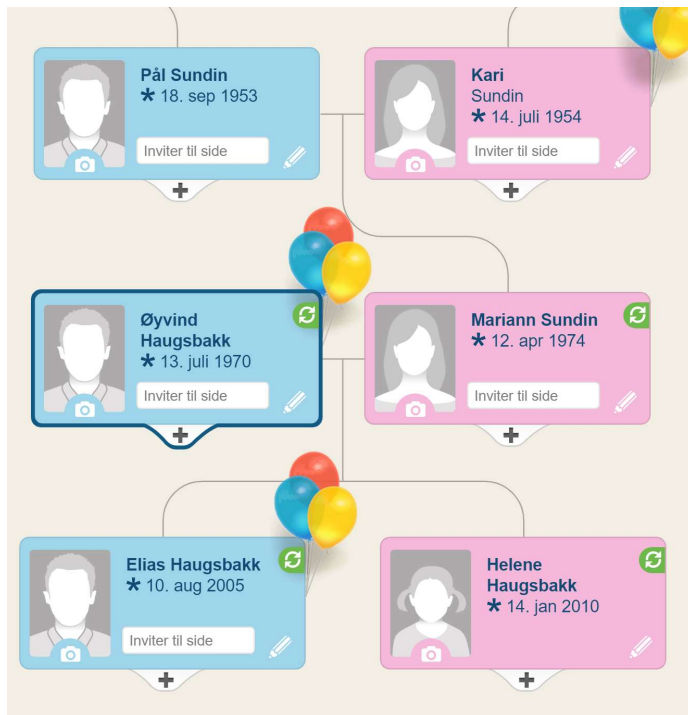 Pål Sundin
* 18. sep 1953
Inviter til side
Kari
Sundin
* 14. juli 1954
Inviter til side
Øyvind
Haugsbakk
* 13. juli 1970
Inviter til side
Mariann Sundin
* 12. apr 1974
Inviter til side
Elias Haugsbakk
* 10. aug 2005
Inviter til side
Helene
Haugsbakk
* 14. jan 2010